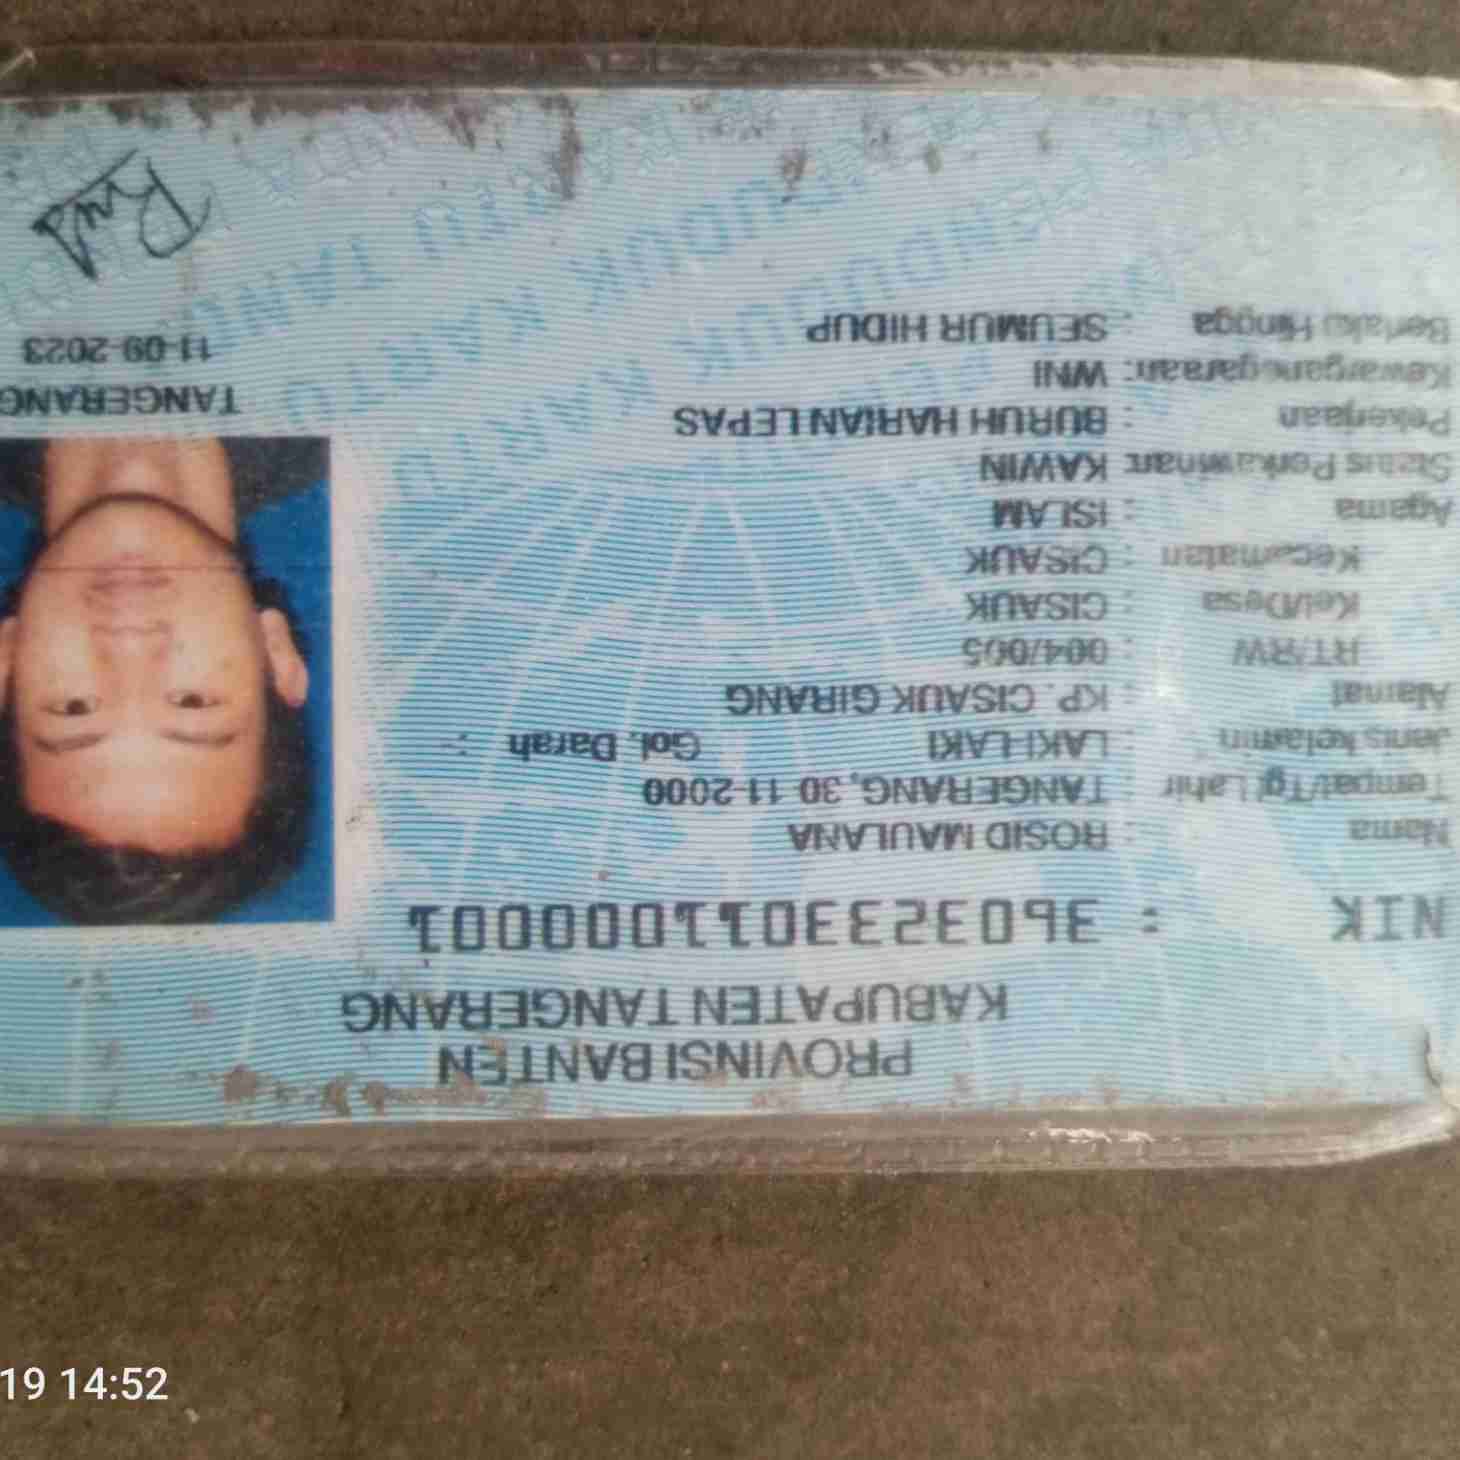 PROVINSI BANTEN
KABUPATEN TANGERANG
NIK : 3603233011000001
Nama : ROSID MAULANA
Tempat/Tgl Lahir : TANGERANG, 30-11-2000
Jenis kelamin : LAKI-LAKI Gol. Darah : -
Alamat : KP. CISAUK GIRANG
RT/RW : 004/005
Kel/Desa : CISAUK
Kecamatan : CISAUK
Agama : ISLAM
Status Perkawinan: KAWIN
Pekerjaan : BURUH HARIAN LEPAS
Kewarganegaraan: WNI
Berlaku Hingga : SEUMUR HIDUP
TANGERANG
11-09-2023
19 14:52